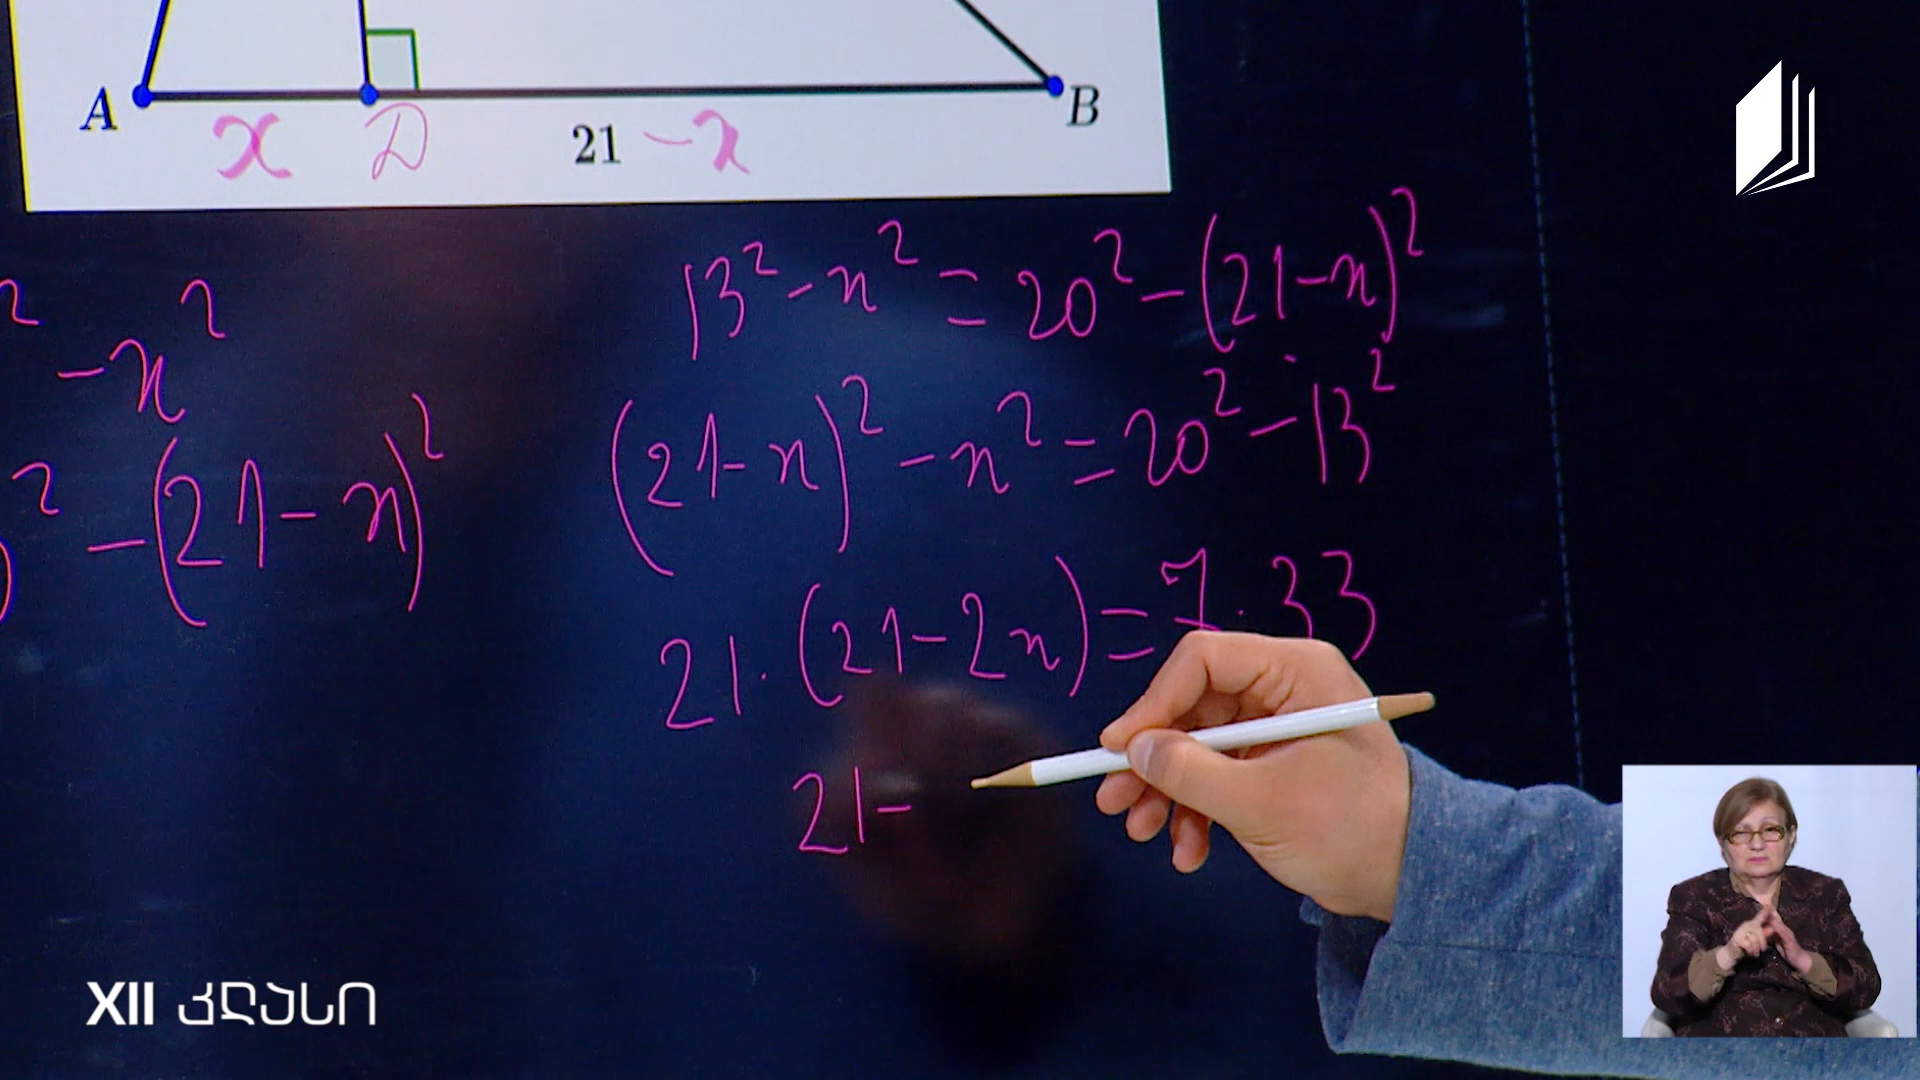 A x D 21 - x B
13² - x² = 20² - (21 - x)²
² - x²
(21 - x)² - x² = 20² - 13²
² - (21 - x)²
21 · (21 - 2x) = 7 · 33
21 -
XII კლასი